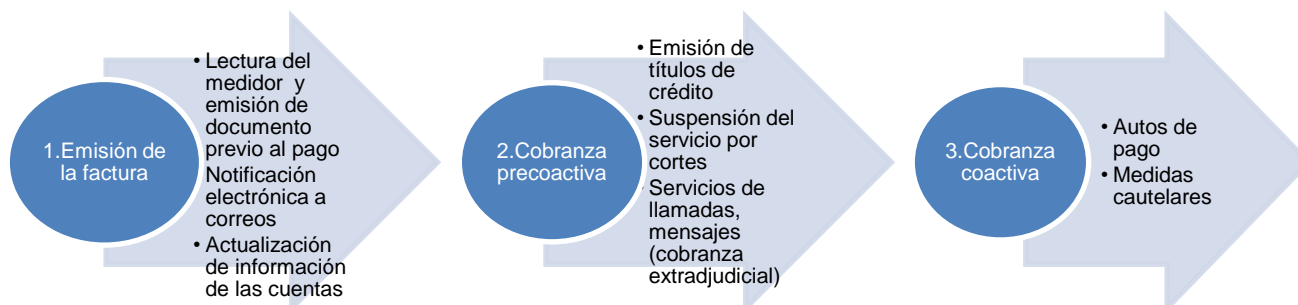 1.Emisión de
la factura
• Lectura del
medidor y
emisión de
documento
previo al pago
Notificación
electrónica a
correos
• Actualización
de información
de las cuentas
2.Cobranza
precoactiva
• Emisión de
títulos de
crédito
• Suspensión del
servicio por
cortes
• Servicios de
llamadas,
mensajes
(cobranza
extradjudicial)
3.Cobranza
coactiva
• Autos de
pago
• Medidas
cautelares